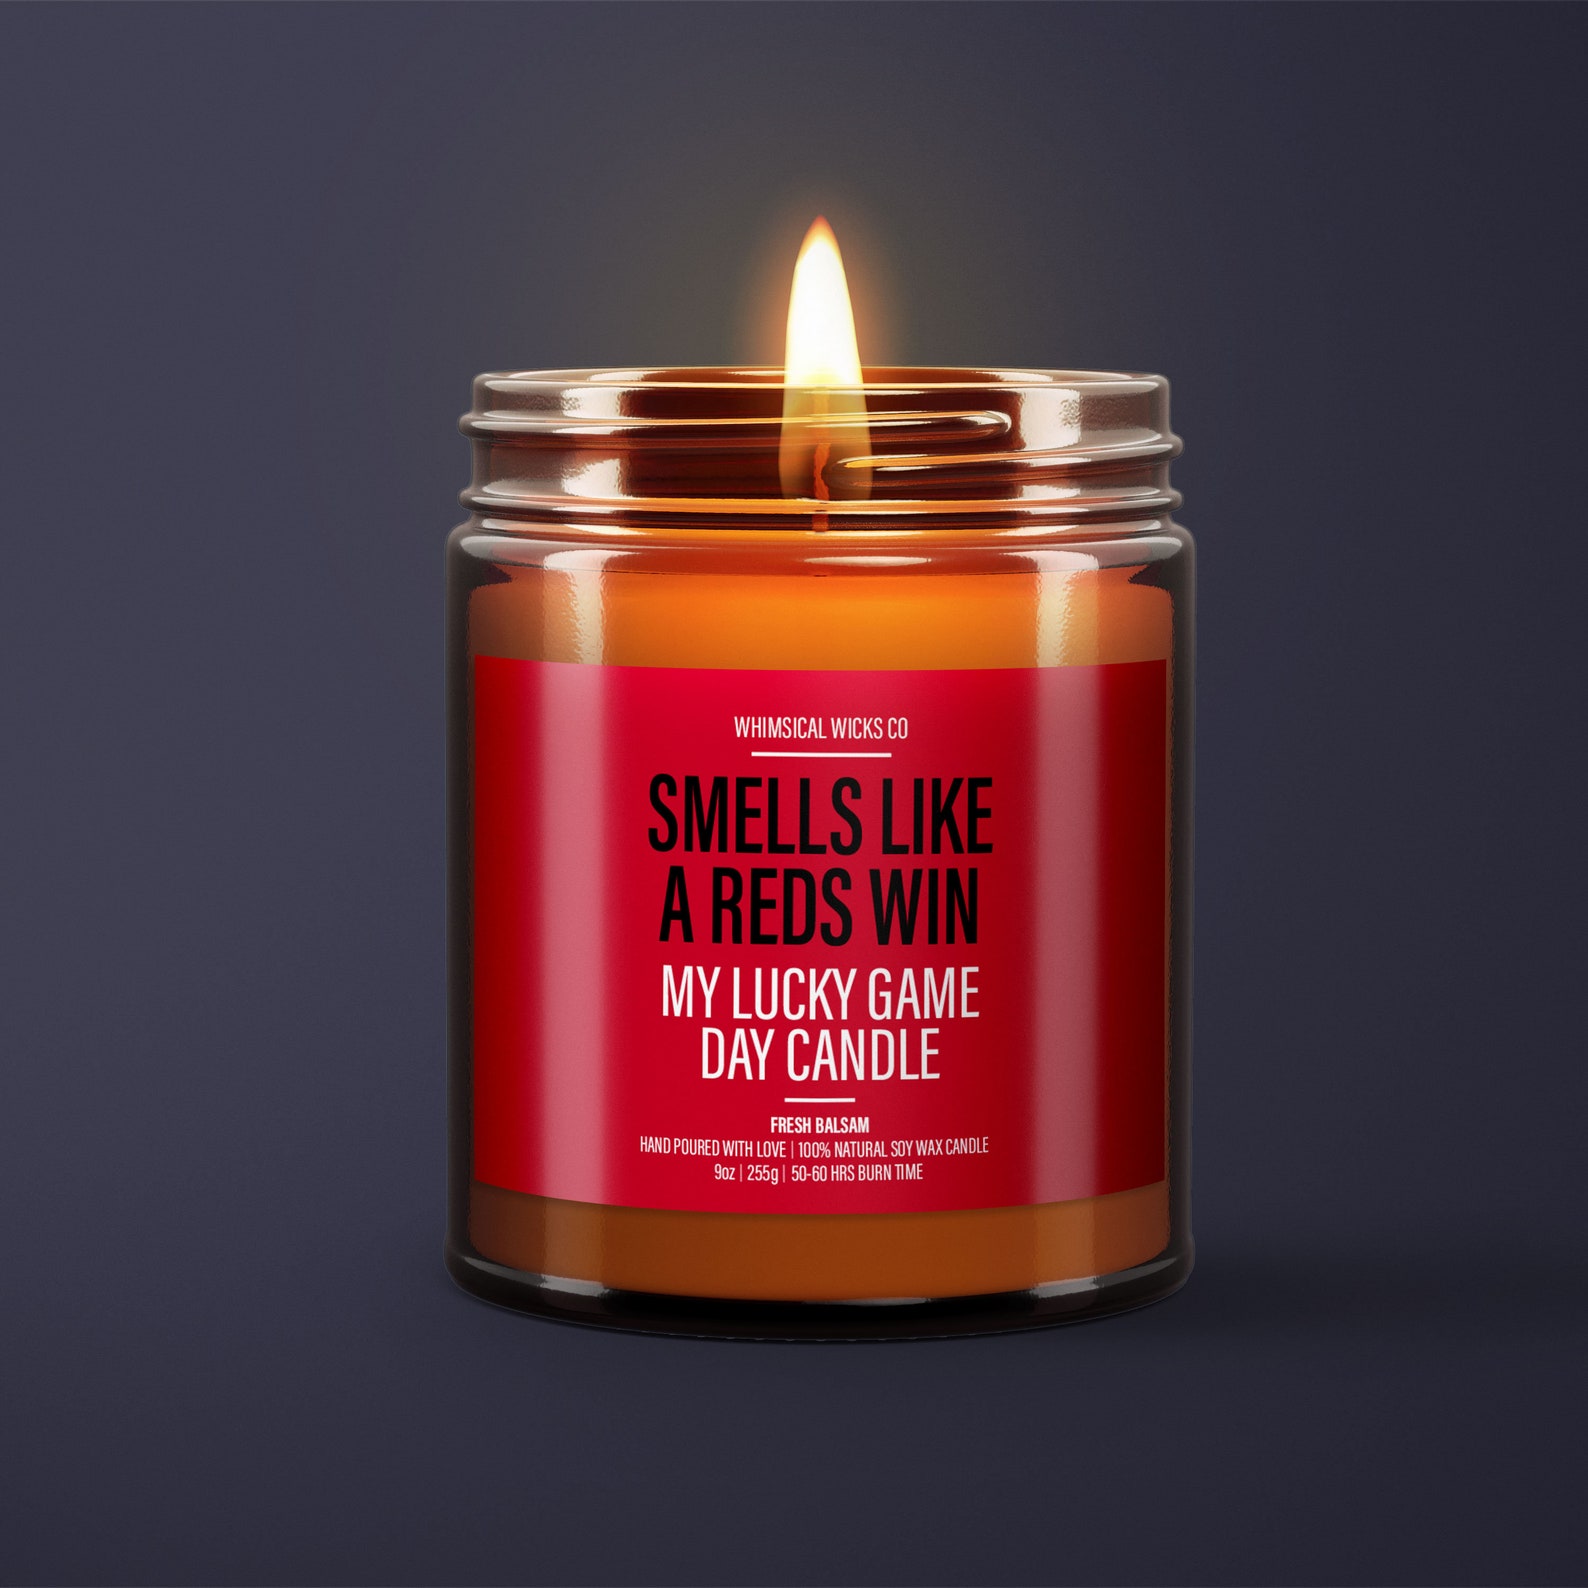 WHIMSICAL WICKS CO
SMELLS LIKE
A REDS WIN
MY LUCKY GAME
DAY CANDLE
FRESH BALSAM
HAND POURED WITH LOVE | 100% NATURAL SOY WAX CANDLE
9oz | 255g | 50-60 HRS BURN TIME